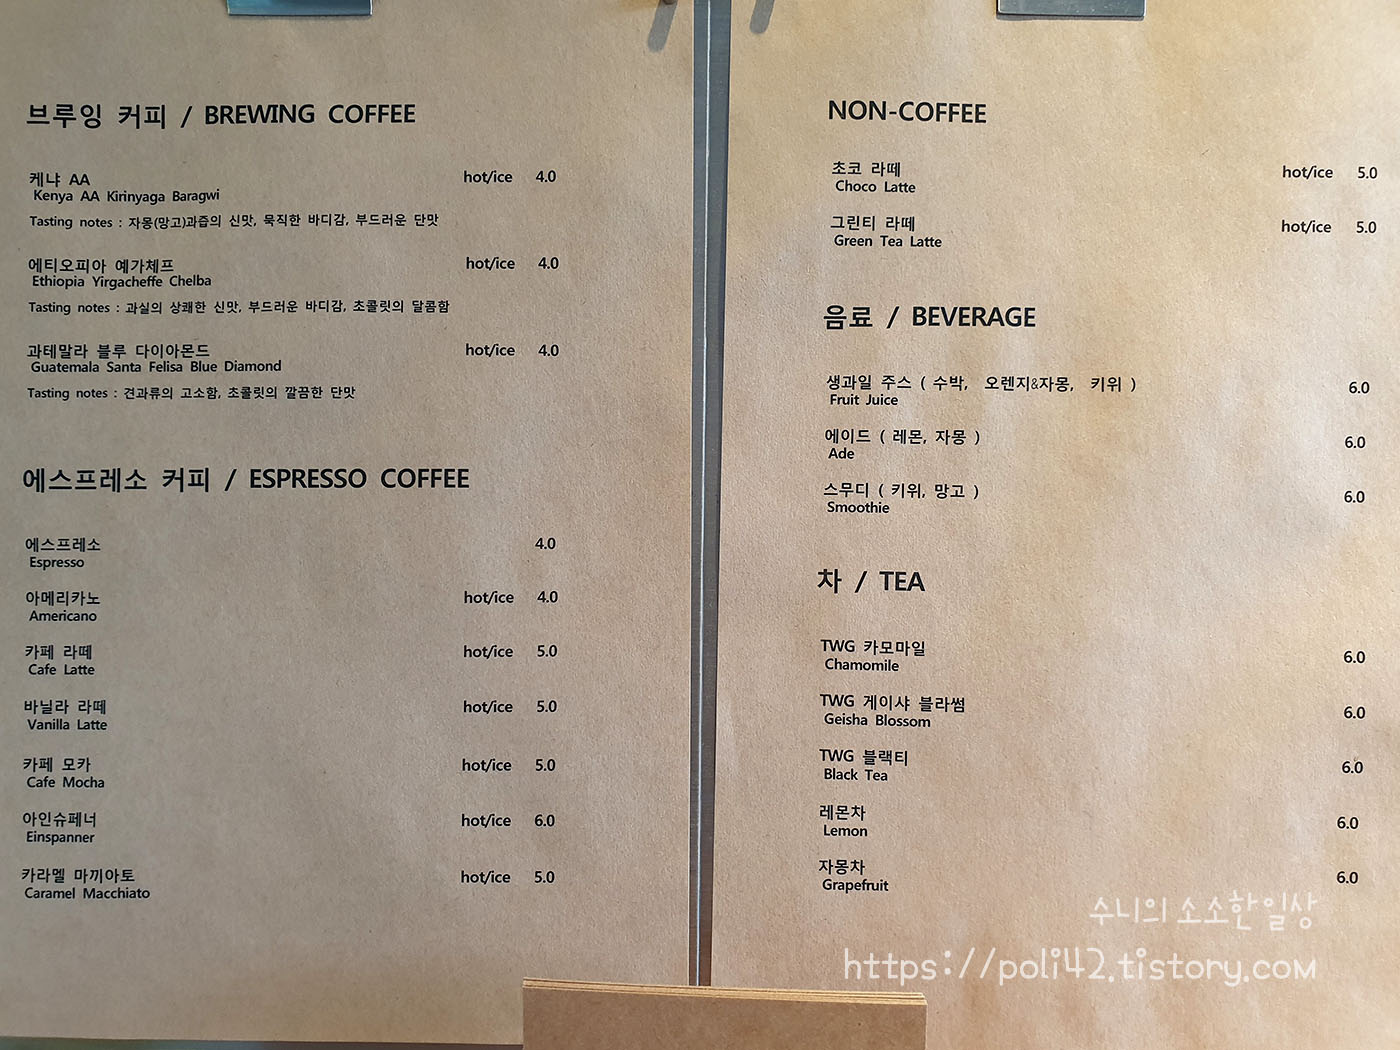 브루잉 커피 / BREWING COFFEE
케냐 AA hot/ice 4.0
Kenya AA Kirinyaga Baragwi
Tasting notes : 자몽(망고)과즙의 신맛, 묵직한 바디감, 부드러운 단맛
에티오피아 예가체프 hot/ice 4.0
Ethiopia Yirgacheffe Chelba
Tasting notes : 과실의 상쾌한 신맛, 부드러운 바디감, 초콜릿의 달콤함
과테말라 블루 다이아몬드 hot/ice 4.0
Guatemala Santa Felisa Blue Diamond
Tasting notes : 견과류의 고소함, 초콜릿의 깔끔한 단맛
에스프레소 커피 / ESPRESSO COFFEE
에스프레소 4.0
Espresso
아메리카노 hot/ice 4.0
Americano
카페 라떼 hot/ice 5.0
Cafe Latte
바닐라 라떼 hot/ice 5.0
Vanilla Latte
카페 모카 hot/ice 5.0
Cafe Mocha
아인슈페너 hot/ice 6.0
Einspanner
카라멜 마끼아토 hot/ice 5.0
Caramel Macchiato
NON-COFFEE
초코 라떼 hot/ice 5.0
Choco Latte
그린티 라떼 hot/ice 5.0
Green Tea Latte
음료 / BEVERAGE
생과일 주스 ( 수박, 오렌지&자몽, 키위 ) 6.0
Fruit Juice
에이드 ( 레몬, 자몽 ) 6.0
Ade
스무디 ( 키위, 망고 ) 6.0
Smoothie
차 / TEA
TWG 카모마일 6.0
Chamomile
TWG 게이샤 블라썸 6.0
Geisha Blossom
TWG 블랙티 6.0
Black Tea
레몬차 6.0
Lemon
자몽차 6.0
Grapefruit
수니의 소소한일상
https://poli42.tistory.com